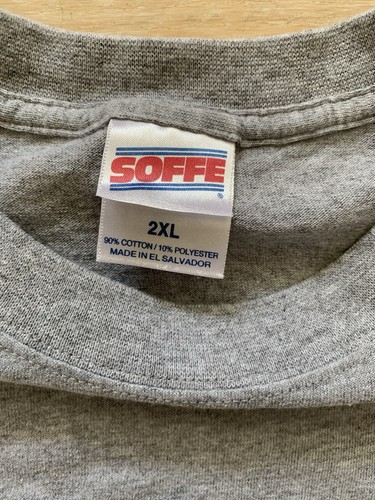 SOFFE
®
2XL
90% COTTON / 10% POLYESTER
MADE IN EL SALVADOR